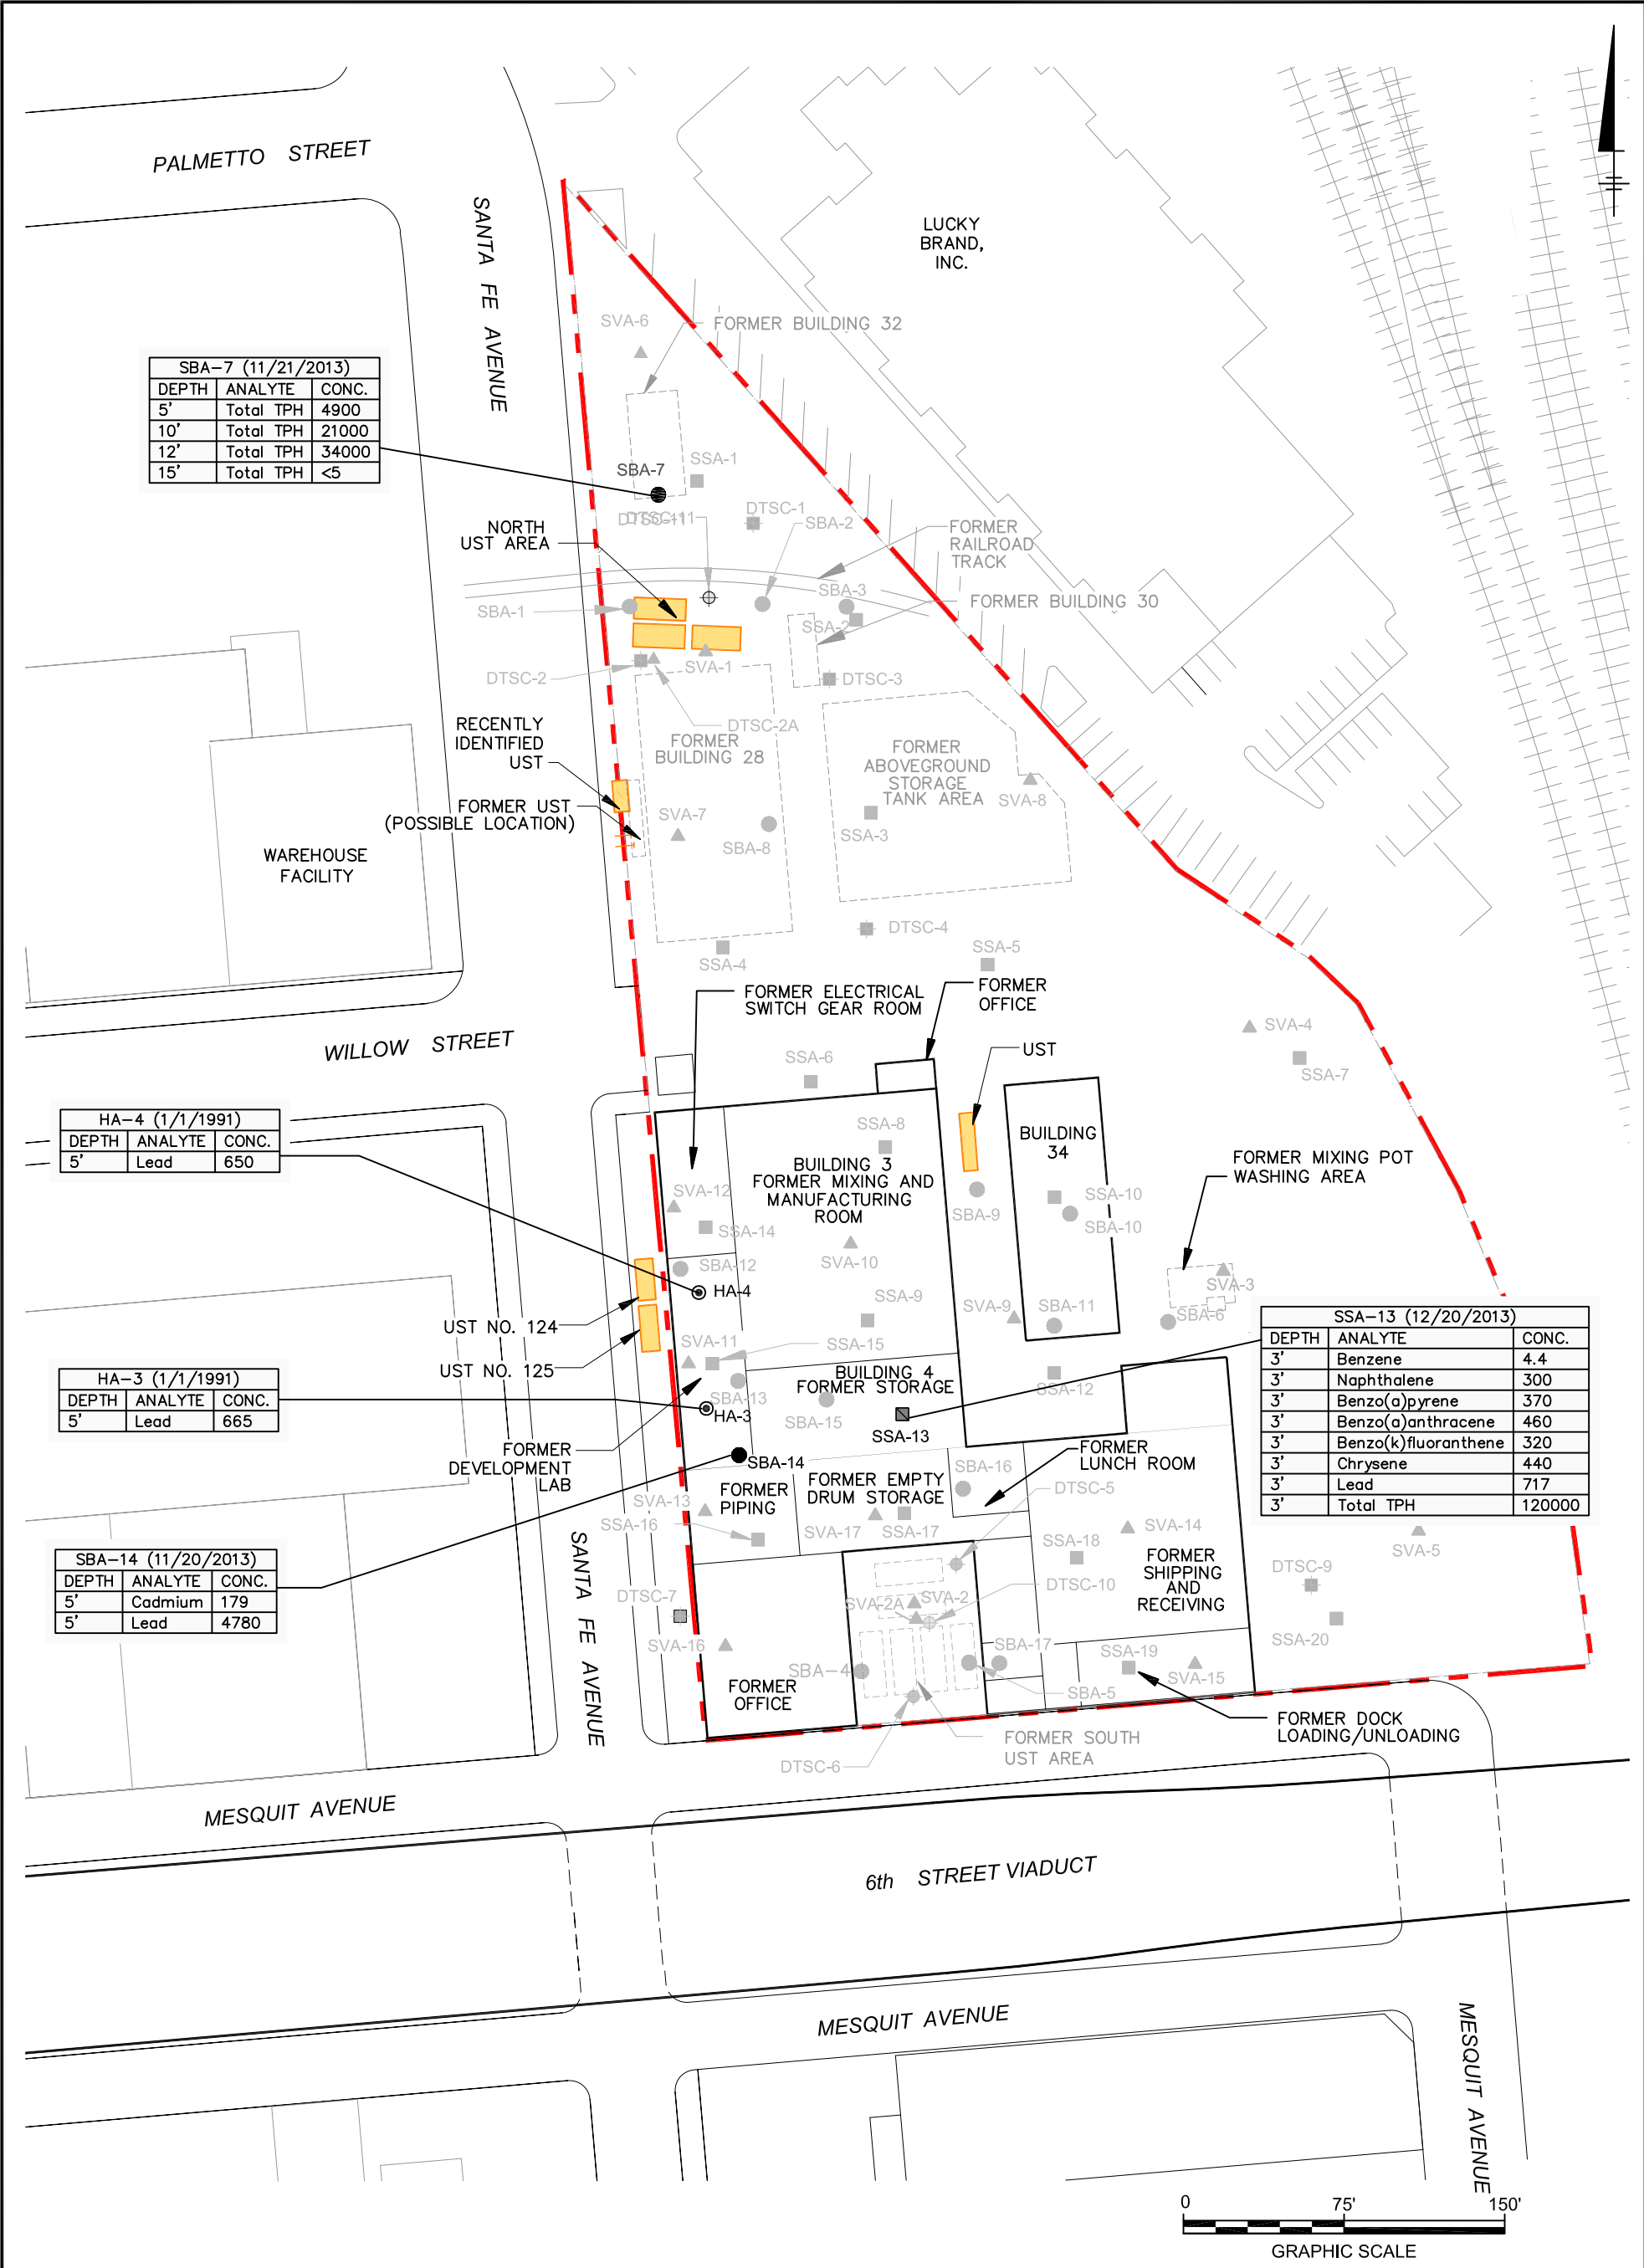 PALMETTO STREET
SANTA FE AVENUE
LUCKY
BRAND,
INC.
SVA-6
FORMER BUILDING 32
SBA-7 (11/21/2013)
DEPTH ANALYTE CONC.
5' Total TPH 4900
10' Total TPH 21000
12' Total TPH 34000
15' Total TPH <5
SSA-1
SBA-7
DTSC-11
DTSC-1
SBA-2
NORTH
UST AREA
FORMER
RAILROAD
TRACK
SBA-3
FORMER BUILDING 30
SBA-1
SSA-2
SVA-1
DTSC-2
DTSC-3
DTSC-2A
RECENTLY
IDENTIFIED
UST
FORMER
BUILDING 28
FORMER
ABOVEGROUND
STORAGE
TANK AREA
SVA-8
FORMER UST
(POSSIBLE LOCATION)
SVA-7
SBA-8
SSA-3
WAREHOUSE
FACILITY
DTSC-4
SSA-4
SSA-5
FORMER ELECTRICAL
SWITCH GEAR ROOM
FORMER
OFFICE
SVA-4
SSA-7
WILLOW STREET
SSA-6
UST
HA-4 (1/1/1991)
DEPTH ANALYTE CONC.
5' Lead 650
SSA-8
BUILDING
34
BUILDING 3
FORMER MIXING AND
MANUFACTURING
ROOM
FORMER MIXING POT
WASHING AREA
SVA-12
SSA-14
SBA-9
SSA-10
SBA-10
SVA-10
SBA-12
HA-4
SVA-3
SSA-9
SVA-9
SBA-11
SBA-6
UST NO. 124
UST NO. 125
SVA-11
SSA-15
SSA-13 (12/20/2013)
DEPTH ANALYTE CONC.
3' Benzene 4.4
3' Naphthalene 300
3' Benzo(a)pyrene 370
3' Benzo(a)anthracene 460
3' Benzo(k)fluoranthene 320
3' Chrysene 440
3' Lead 717
3' Total TPH 120000
BUILDING 4
FORMER STORAGE
SSA-12
HA-3 (1/1/1991)
DEPTH ANALYTE CONC.
5' Lead 665
SBA-13
HA-3
SBA-15
SSA-13
FORMER
DEVELOPMENT
LAB
SBA-14
FORMER
LUNCH ROOM
FORMER
PIPING
FORMER EMPTY
DRUM STORAGE
SBA-16
DTSC-5
SVA-13
SSA-16
SVA-17
SSA-17
SVA-14
SSA-18
SVA-5
SBA-14 (11/20/2013)
DEPTH ANALYTE CONC.
5' Cadmium 179
5' Lead 4780
SANTA FE AVENUE
FORMER
SHIPPING
AND
RECEIVING
DTSC-9
DTSC-10
DTSC-7
SVA-2A
SVA-2
SSA-20
SVA-16
SBA-4
SBA-17
SSA-19
SVA-15
FORMER
OFFICE
SBA-5
FORMER DOCK
LOADING/UNLOADING
DTSC-6
FORMER SOUTH
UST AREA
MESQUIT AVENUE
6th STREET VIADUCT
MESQUIT AVENUE
MESQUIT AVENUE
0 75' 150'
GRAPHIC SCALE